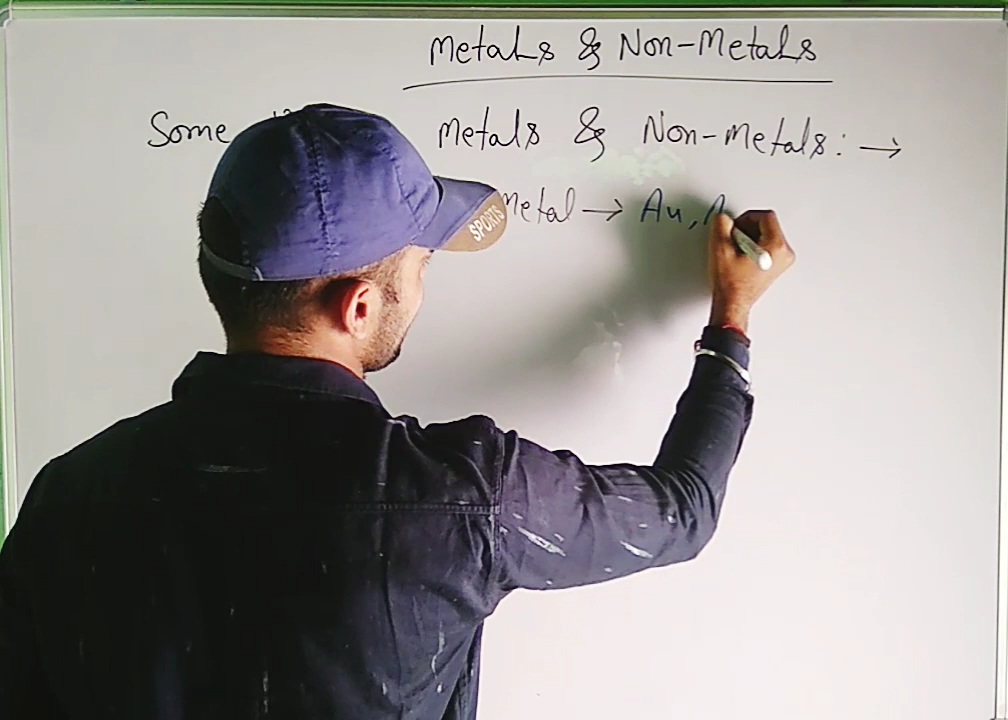 Metals & Non-Metals
Some Metals & Non-Metals: →
Metal → Au,
SPORTS